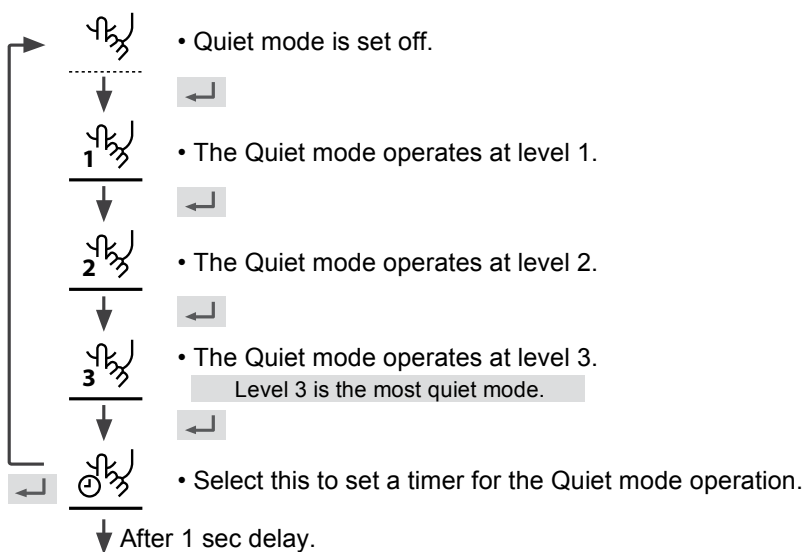 • Quiet mode is set off.
1
• The Quiet mode operates at level 1.
2
• The Quiet mode operates at level 2.
3
• The Quiet mode operates at level 3.
Level 3 is the most quiet mode.
• Select this to set a timer for the Quiet mode operation.
After 1 sec delay.